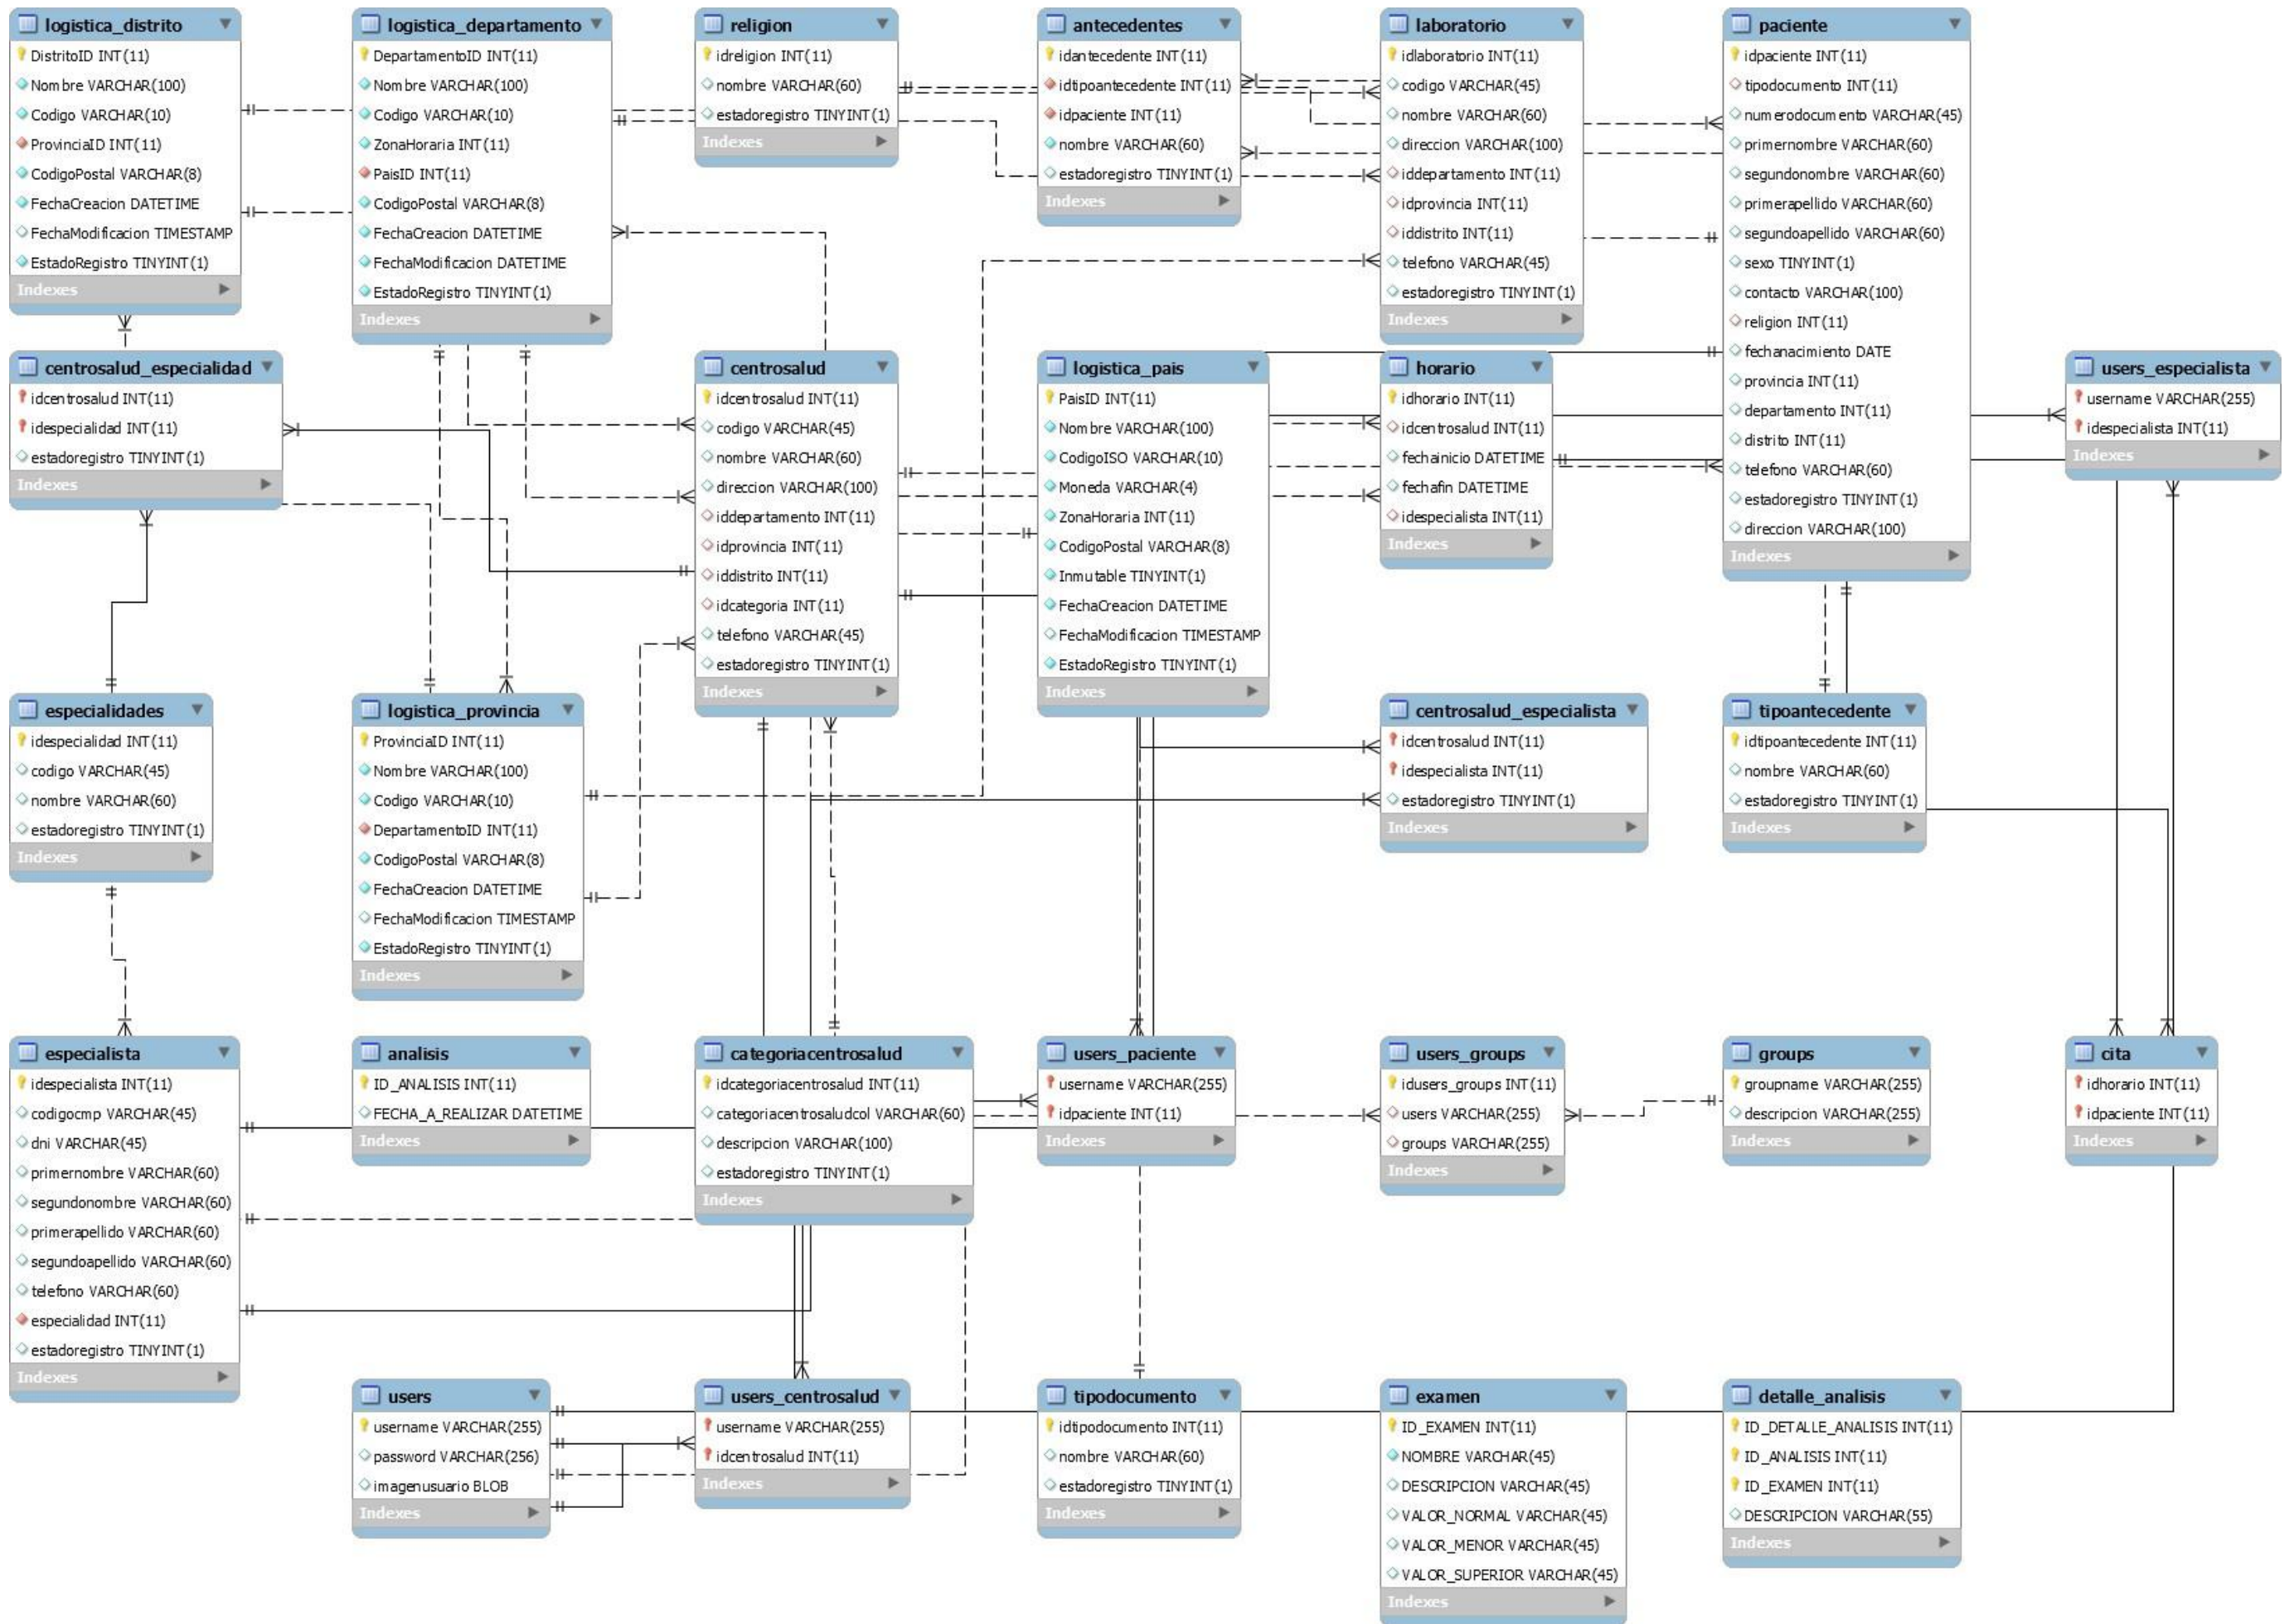 logistica_distrito
DistritoID INT(11)
Nombre VARCHAR(100)
Codigo VARCHAR(10)
ProvinciaID INT(11)
CodigoPostal VARCHAR(8)
FechaCreacion DATETIME
FechaModificacion TIMESTAMP
EstadoRegistro TINYINT(1)
Indexes
logistica_departamento
DepartamentoID INT(11)
Nombre VARCHAR(100)
Codigo VARCHAR(10)
ZonaHoraria INT(11)
PaisID INT(11)
CodigoPostal VARCHAR(8)
FechaCreacion DATETIME
FechaModificacion DATETIME
EstadoRegistro TINYINT(1)
Indexes
religion
idreligion INT(11)
nombre VARCHAR(60)
estadoregistro TINYINT(1)
Indexes
antecedentes
idantecedente INT(11)
idtipoantecedente INT(11)
idpaciente INT(11)
nombre VARCHAR(60)
estadoregistro TINYINT(1)
Indexes
laboratorio
idlaboratorio INT(11)
codigo VARCHAR(45)
nombre VARCHAR(60)
direccion VARCHAR(100)
iddepartamento INT(11)
idprovincia INT(11)
iddistrito INT(11)
telefono VARCHAR(45)
estadoregistro TINYINT(1)
Indexes
paciente
idpaciente INT(11)
tipodocumento INT(11)
numerodocumento VARCHAR(45)
primernombre VARCHAR(60)
segundonombre VARCHAR(60)
primerapellido VARCHAR(60)
segundoapellido VARCHAR(60)
sexo TINYINT(1)
contacto VARCHAR(100)
religion INT(11)
fechanacimiento DATE
provincia INT(11)
departamento INT(11)
distrito INT(11)
telefono VARCHAR(60)
estadoregistro TINYINT(1)
direccion VARCHAR(100)
Indexes
centrosalud_especialidad
idcentrosalud INT(11)
idespecialidad INT(11)
estadoregistro TINYINT(1)
Indexes
centrosalud
idcentrosalud INT(11)
codigo VARCHAR(45)
nombre VARCHAR(60)
direccion VARCHAR(100)
iddepartamento INT(11)
idprovincia INT(11)
iddistrito INT(11)
idcategoria INT(11)
telefono VARCHAR(45)
estadoregistro TINYINT(1)
Indexes
logistica_pais
PaisID INT(11)
Nombre VARCHAR(100)
CodigoISO VARCHAR(10)
Moneda VARCHAR(4)
ZonaHoraria INT(11)
CodigoPostal VARCHAR(8)
Inmutable TINYINT(1)
FechaCreacion DATETIME
FechaModificacion TIMESTAMP
EstadoRegistro TINYINT(1)
Indexes
horario
idhorario INT(11)
idcentrosalud INT(11)
fechainicio DATETIME
fechafin DATETIME
idespecialista INT(11)
Indexes
users_especialista
username VARCHAR(255)
idespecialista INT(11)
Indexes
especialidades
idespecialidad INT(11)
codigo VARCHAR(45)
nombre VARCHAR(60)
estadoregistro TINYINT(1)
Indexes
logistica_provincia
ProvinciaID INT(11)
Nombre VARCHAR(100)
Codigo VARCHAR(10)
DepartamentoID INT(11)
CodigoPostal VARCHAR(8)
FechaCreacion DATETIME
FechaModificacion TIMESTAMP
EstadoRegistro TINYINT(1)
Indexes
centrosalud_especialista
idcentrosalud INT(11)
idespecialista INT(11)
estadoregistro TINYINT(1)
Indexes
tipoantecedente
idtipoantecedente INT(11)
nombre VARCHAR(60)
estadoregistro TINYINT(1)
Indexes
especialista
idespecialista INT(11)
codigocmp VARCHAR(45)
dni VARCHAR(45)
primernombre VARCHAR(60)
segundonombre VARCHAR(60)
primerapellido VARCHAR(60)
segundoapellido VARCHAR(60)
telefono VARCHAR(60)
especialidad INT(11)
estadoregistro TINYINT(1)
Indexes
analisis
ID_ANALISIS INT(11)
FECHA_A_REALIZAR DATETIME
Indexes
categoriacentrosalud
idcategoriacentrosalud INT(11)
categoriacentrosaludcol VARCHAR(60)
descripcion VARCHAR(100)
estadoregistro TINYINT(1)
Indexes
users_paciente
username VARCHAR(255)
idpaciente INT(11)
Indexes
users_groups
idusers_groups INT(11)
users VARCHAR(255)
groups VARCHAR(255)
Indexes
groups
groupname VARCHAR(255)
descripcion VARCHAR(255)
Indexes
cita
idhorario INT(11)
idpaciente INT(11)
Indexes
users
username VARCHAR(255)
password VARCHAR(256)
imagenusuario BLOB
Indexes
users_centrosalud
username VARCHAR(255)
idcentrosalud INT(11)
Indexes
tipodocumento
idtipodocumento INT(11)
nombre VARCHAR(60)
estadoregistro TINYINT(1)
Indexes
examen
ID_EXAMEN INT(11)
NOMBRE VARCHAR(45)
DESCRIPCION VARCHAR(45)
VALOR_NORMAL VARCHAR(45)
VALOR_MENOR VARCHAR(45)
VALOR_SUPERIOR VARCHAR(45)
Indexes
detalle_analisis
ID_DETALLE_ANALISIS INT(11)
ID_ANALISIS INT(11)
ID_EXAMEN INT(11)
DESCRIPCION VARCHAR(55)
Indexes